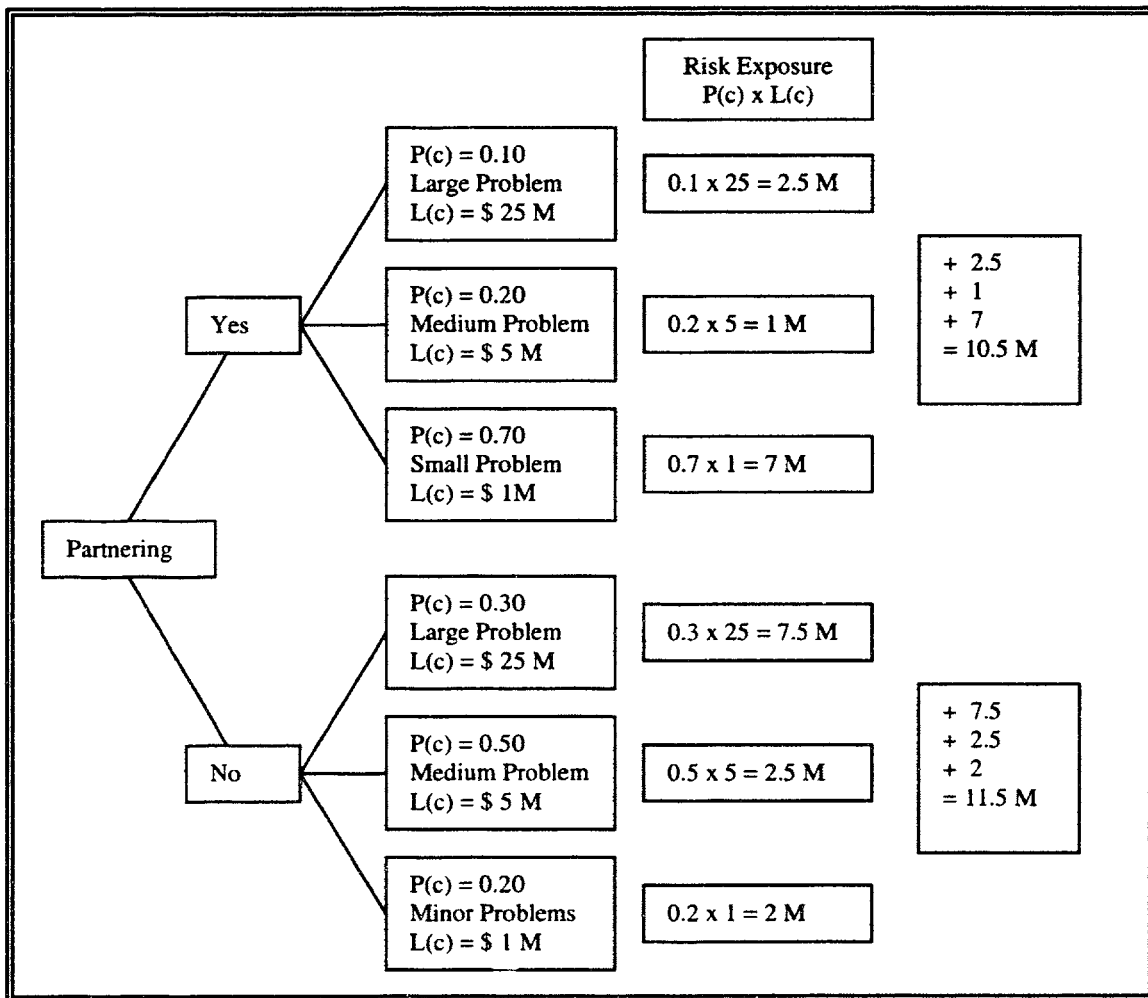 Risk Exposure
P(c) x L(c)
P(c) = 0.10
Large Problem
L(c) = $ 25 M
0.1 x 25 = 2.5 M
+ 2.5
+ 1
+ 7
= 10.5 M
Yes
P(c) = 0.20
Medium Problem
L(c) = $ 5 M
0.2 x 5 = 1 M
P(c) = 0.70
Small Problem
L(c) = $ 1M
0.7 x 1 = 7 M
Partnering
P(c) = 0.30
Large Problem
L(c) = $ 25 M
0.3 x 25 = 7.5 M
+ 7.5
+ 2.5
+ 2
= 11.5 M
No
P(c) = 0.50
Medium Problem
L(c) = $ 5 M
0.5 x 5 = 2.5 M
P(c) = 0.20
Minor Problems
L(c) = $ 1 M
0.2 x 1 = 2 M